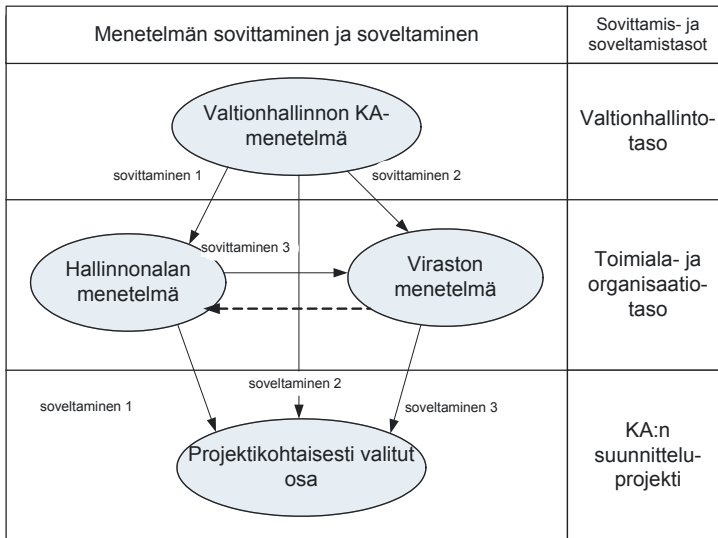 Menetelmän sovittaminen ja soveltaminen
Sovittamis- ja
soveltamistasot
Valtionhallinnon KA-
menetelmä
Valtionhallinto-
taso
sovittaminen 1
sovittaminen 2
sovittaminen 3
Hallinnonalan
menetelmä
Viraston
menetelmä
Toimiala- ja
organisaatio-
taso
soveltaminen 1
soveltaminen 2
soveltaminen 3
Projektikohtaisesti valitut
osa
KA:n
suunnittelu-
projekti